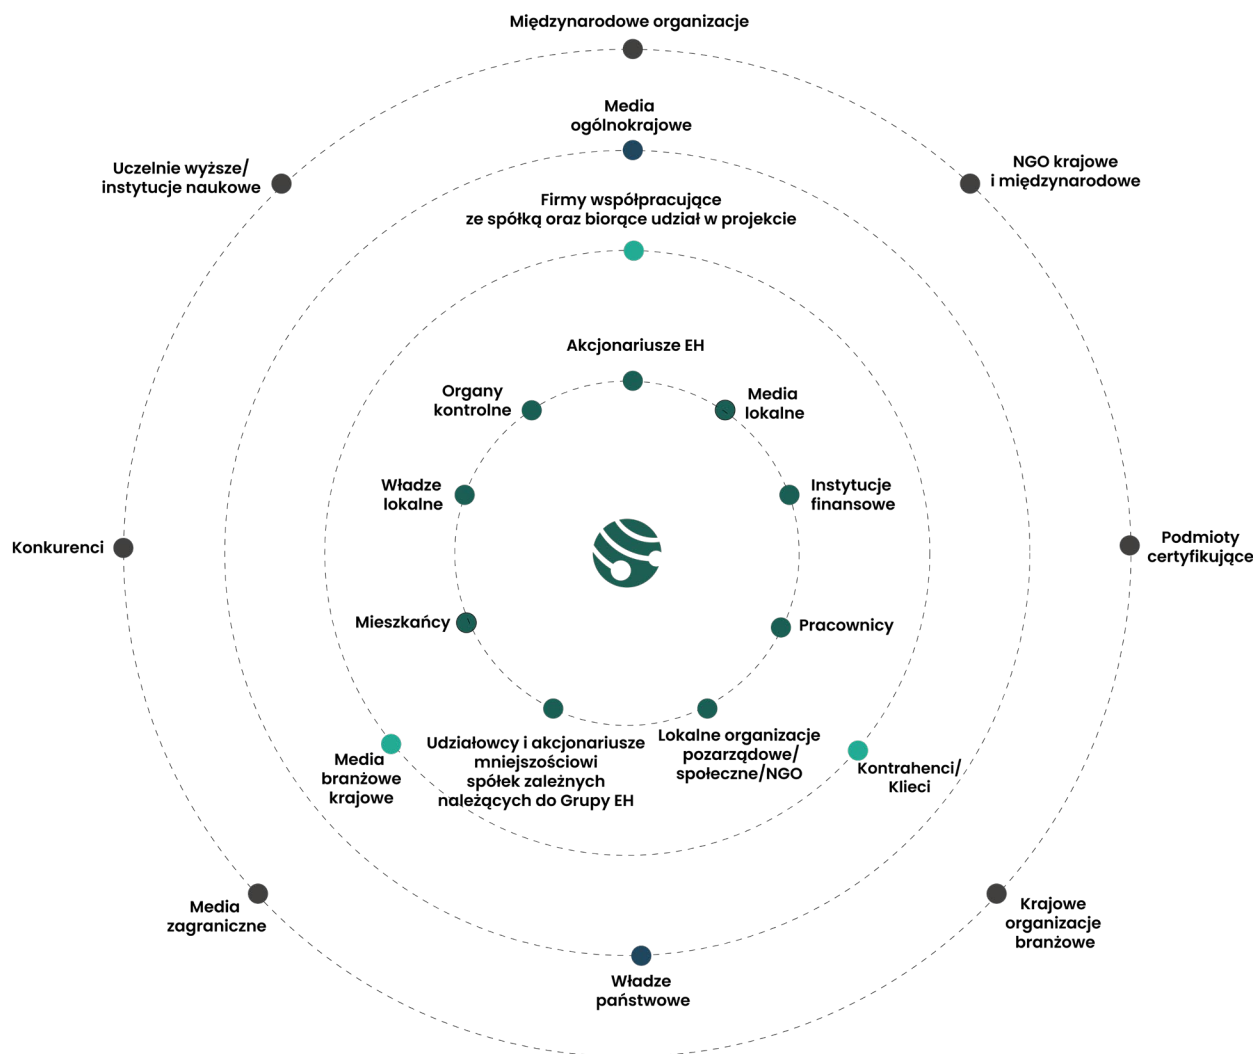 Międzynarodowe organizacje
Media
ogólnokrajowe
Uczelnie wyższe/
instytucje naukowe
NGO krajowe
i międzynarodowe
Firmy współpracujące
ze spółką oraz biorące udział w projekcie
Akcjonariusze EH
Organy
kontrolne
Media
lokalne
Władze
lokalne
Instytucje
finansowe
Konkurenci
Podmioty
certyfikujące
Mieszkańcy
Pracownicy
Udziałowcy i akcjonariusze
mniejszościowi
spółek zależnych
należących do Grupy EH
Lokalne organizacje
pozarządowe/
społeczne/NGO
Media
branżowe
krajowe
Kontrahenci/
Klieci
Media
zagraniczne
Krajowe
organizacje
branżowe
Władze
państwowe